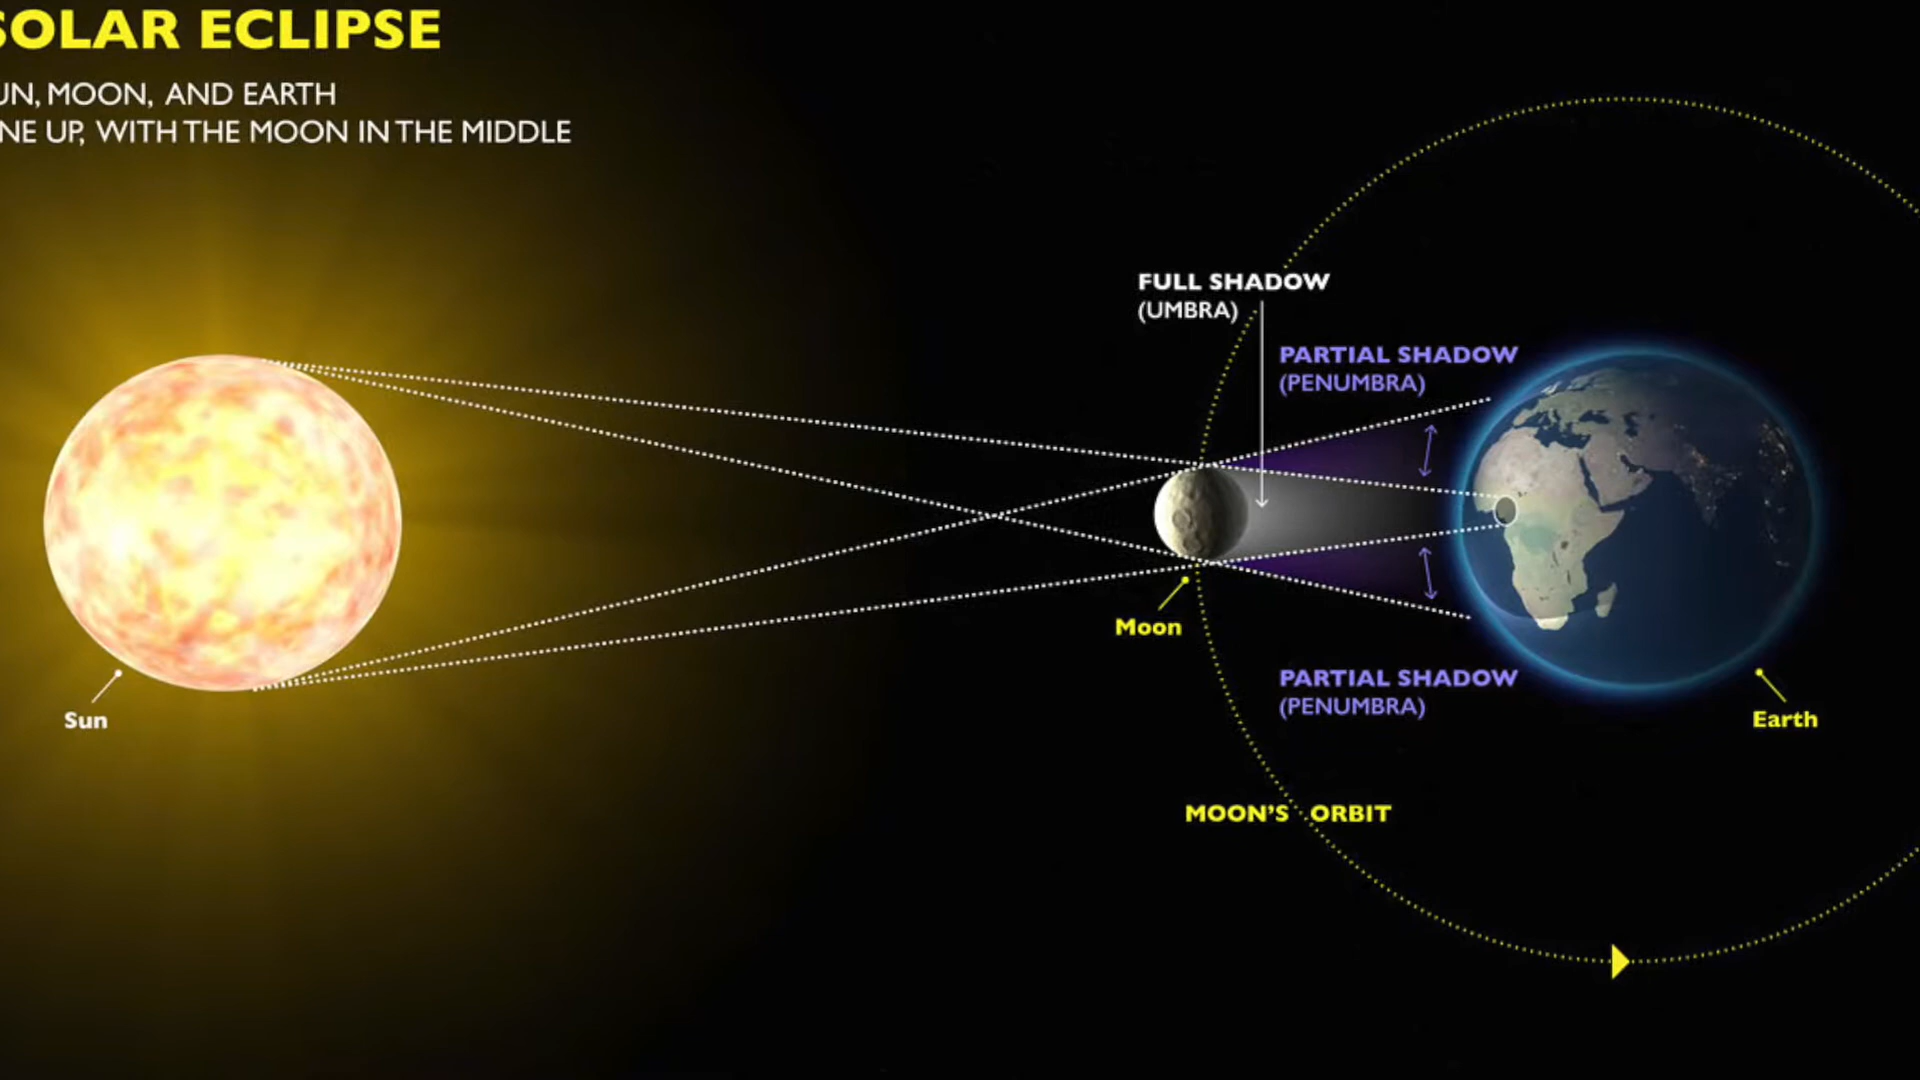 SOLAR ECLIPSE
UN, MOON, AND EARTH
NE UP, WITH THE MOON IN THE MIDDLE
FULL SHADOW
(UMBRA)
PARTIAL SHADOW
(PENUMBRA)
Moon
Sun
PARTIAL SHADOW
(PENUMBRA)
Earth
MOON'S ORBIT